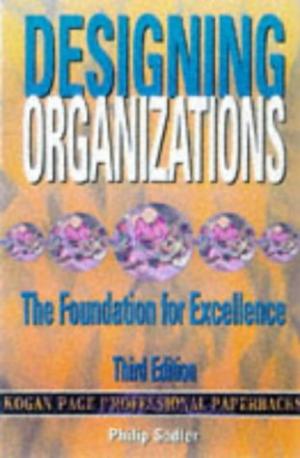 DESIGNING
ORGANIZATIONS
The Foundation for Excellence
Third Edition
KOGAN PAGE PROFESSIONAL PAPERBACKS
Philip Sadler